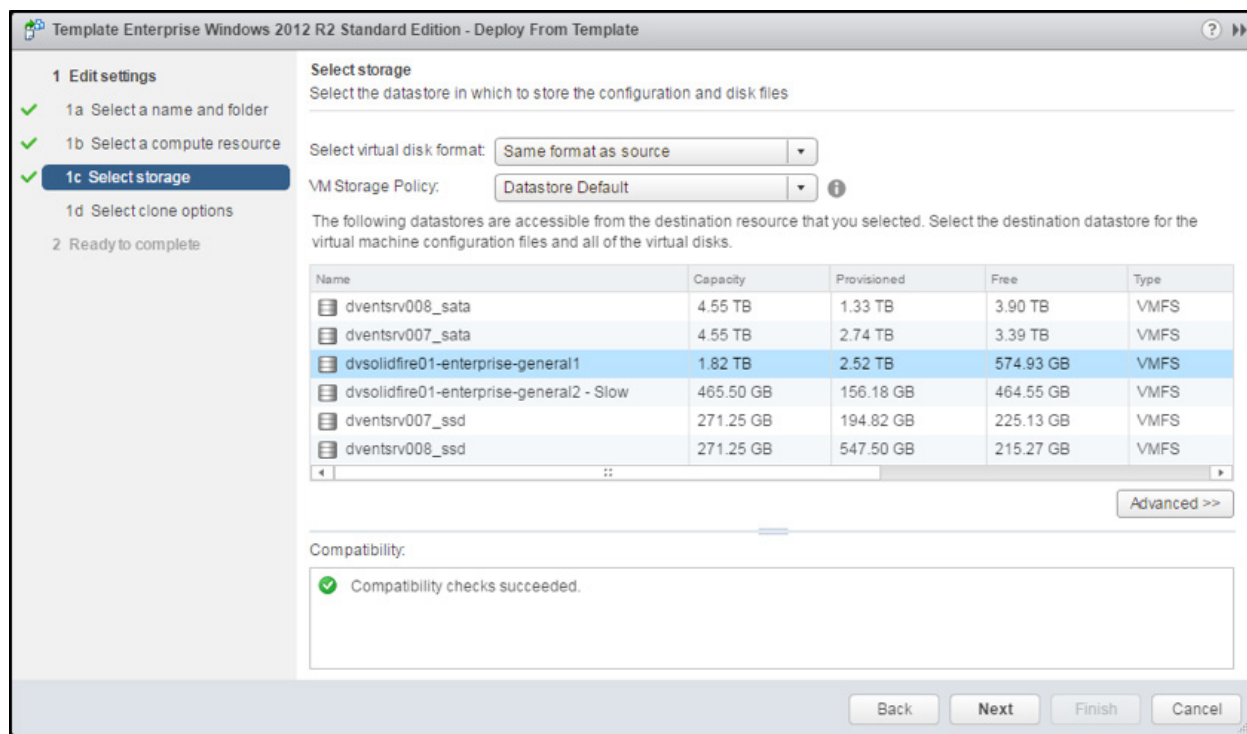 Template Enterprise Windows 2012 R2 Standard Edition - Deploy From Template
?
1 Edit settings
1a Select a name and folder
1b Select a compute resource
1c Select storage
1d Select clone options
2 Ready to complete
Select storage
Select the datastore in which to store the configuration and disk files
Select virtual disk format: Same format as source
VM Storage Policy: Datastore Default
The following datastores are accessible from the destination resource that you selected. Select the destination datastore for the
virtual machine configuration files and all of the virtual disks.
Name Capacity Provisioned Free Type
dventsrv008_sata 4.55 TB 1.33 TB 3.90 TB VMFS
dventsrv007_sata 4.55 TB 2.74 TB 3.39 TB VMFS
dvsolidfire01-enterprise-general1 1.82 TB 2.52 TB 574.93 GB VMFS
dvsolidfire01-enterprise-general2 - Slow 465.50 GB 156.18 GB 464.55 GB VMFS
dventsrv007_ssd 271.25 GB 194.82 GB 225.13 GB VMFS
dventsrv008_ssd 271.25 GB 547.50 GB 215.27 GB VMFS
Advanced >>
Compatibility:
Compatibility checks succeeded.
Back Next Finish Cancel